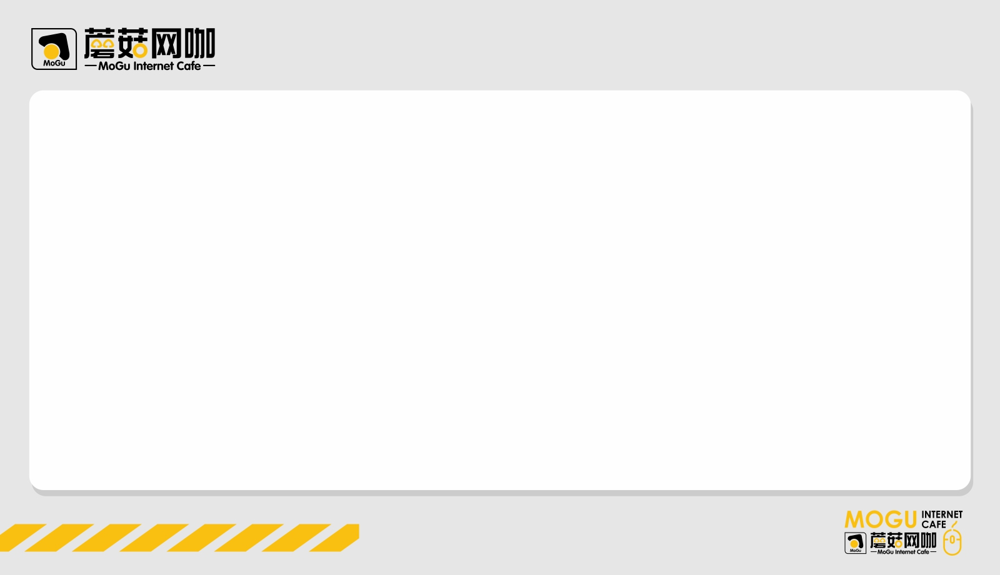 蘑菇网咖
MoGu
MoGu Internet Cafe
MOGU INTERNET CAFE
蘑菇网咖
MoGu
MoGu Internet Cafe